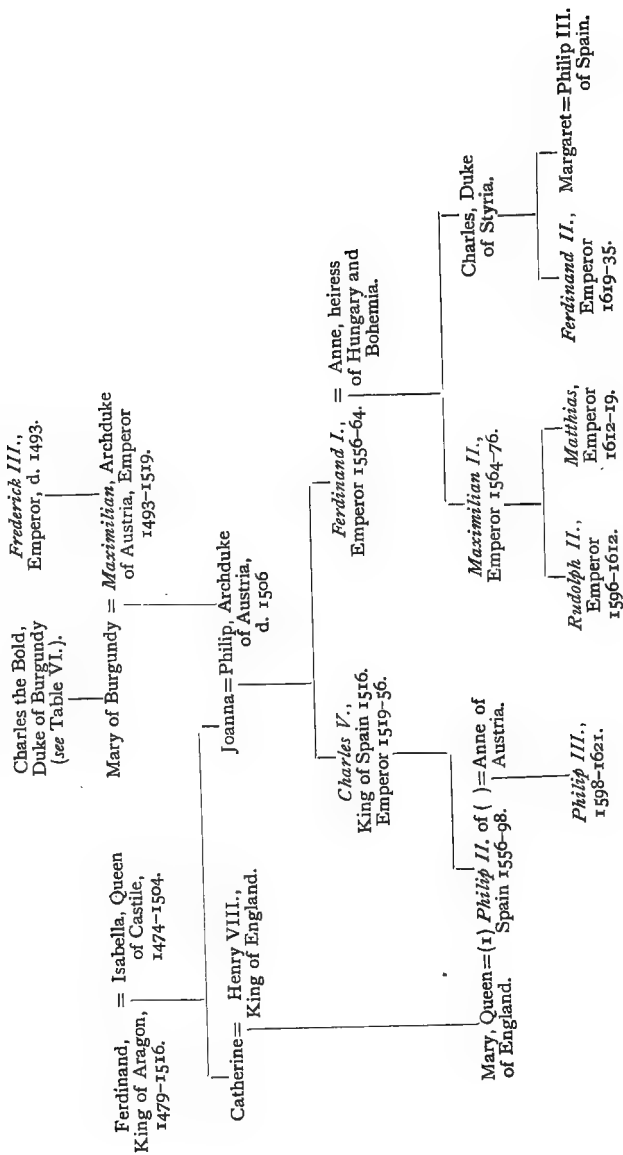 Charles the Bold,
Duke of Burgundy
(see Table VI.).
Frederick III.,
Emperor, d. 1493.
Mary of Burgundy = Maximilian, Archduke
of Austria, Emperor
1493–1519.
Ferdinand,
King of Aragon,
1479–1516.
= Isabella, Queen
of Castile,
1474–1504.
Catherine= Henry VIII.,
King of England.
Joanna=Philip, Archduke
of Austria,
d. 1506
Charles V.,
King of Spain 1516.
Emperor 1519–56.
Ferdinand I.,
Emperor 1556–64.
= Anne, heiress
of Hungary and
Bohemia.
Mary, Queen=(1) Philip II. of ( )=Anne of
of England. Spain 1556–98. Austria.
Maximilian II.,
Emperor 1564–76.
Charles, Duke
of Styria.
Philip III.,
1598–1621.
Rudolph II.,
Emperor
1596–1612.
Matthias,
Emperor
1612–19.
Ferdinand II.,
Emperor
1619–35.
Margaret=Philip III.
of Spain.